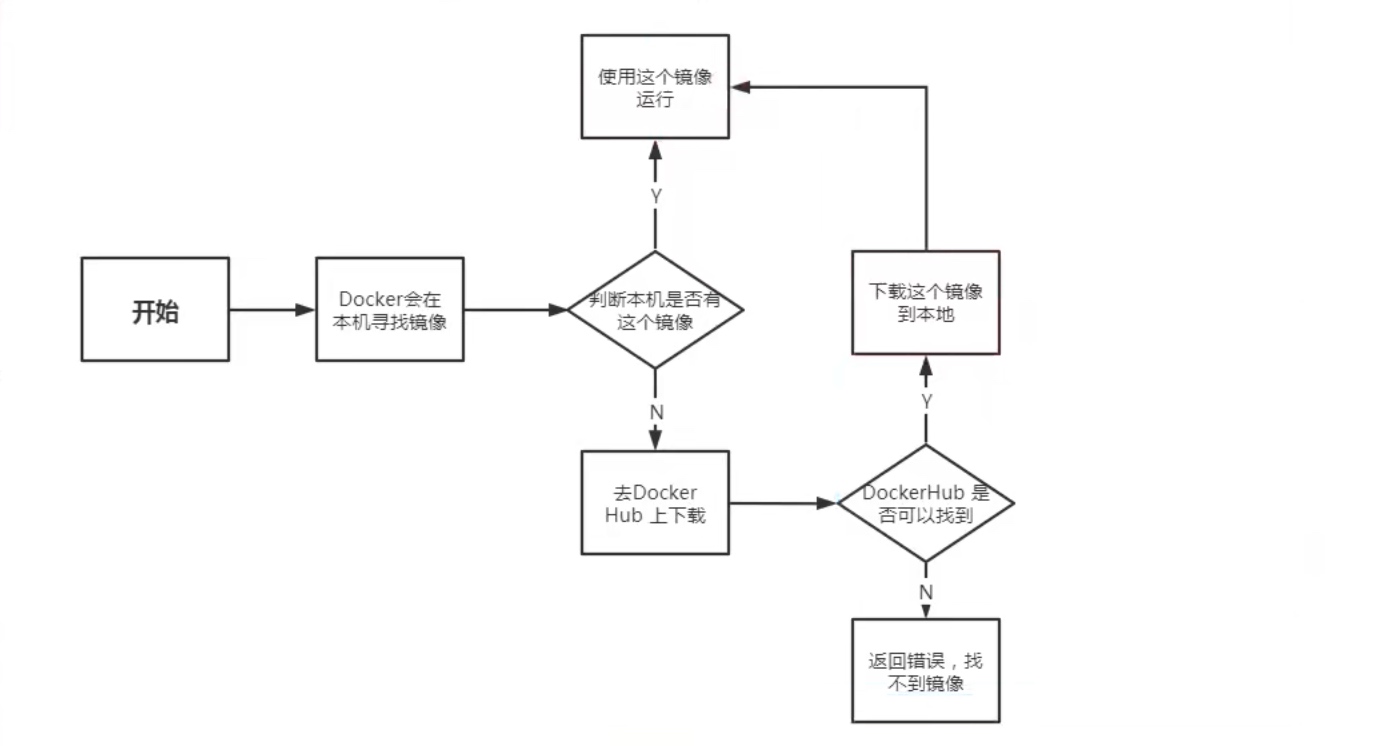 使用这个镜像
运行
Y
开始
Docker会在
本机寻找镜像
判断本机是否有
这个镜像
下载这个镜像
到本地
N
Y
去Docker
Hub 上下载
DockerHub 是
否可以找到
N
返回错误，找
不到镜像